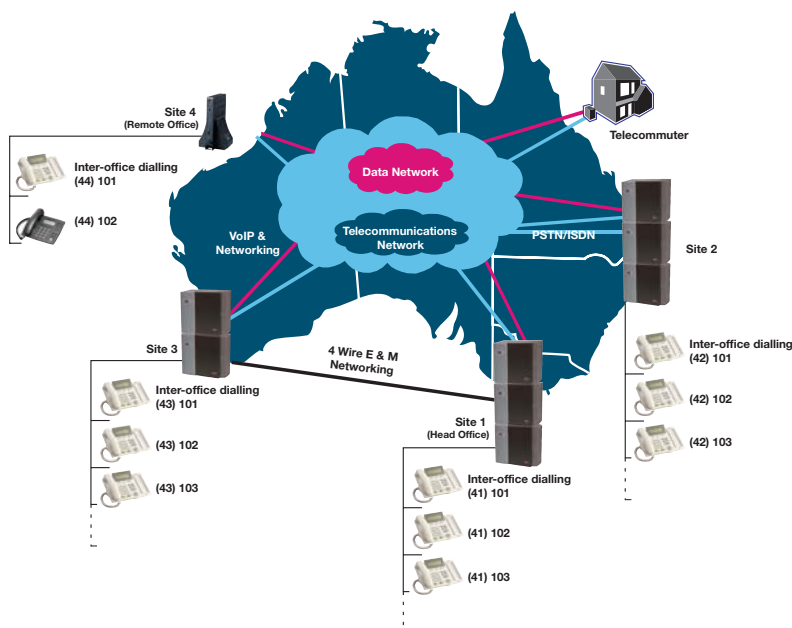 Site 4
(Remote Office)
Inter-office dialling
(44) 101
(44) 102
Data Network
Telecommunications
Network
VoIP &
Networking
PSTN/ISDN
Telecommuter
Site 2
Inter-office dialling
(42) 101
(42) 102
(42) 103
Site 3
Inter-office dialling
(43) 101
(43) 102
(43) 103
4 Wire E & M
Networking
Site 1
(Head Office)
Inter-office dialling
(41) 101
(41) 102
(41) 103